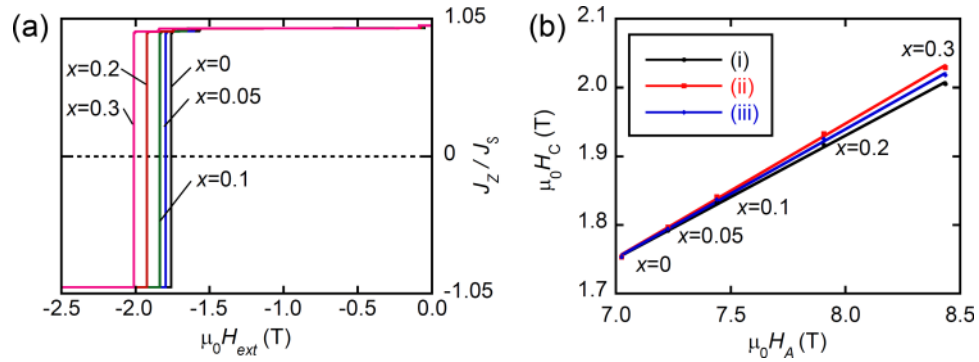 (a)
1.05
x=0.2
x=0
x=0.05
x=0.3
0
x=0.1
J_Z / J_S
-1.05
-2.5 -2.0 -1.5 -1.0 -0.5 0.0
μ₀H_ext (T)
(b)
2.1
(i)
(ii)
(iii)
x=0.3
2.0
μ₀H_C (T)
1.9
x=0.2
x=0.1
1.8
x=0.05
x=0
1.7
7.0 7.5 8.0 8.5
μ₀H_A (T)